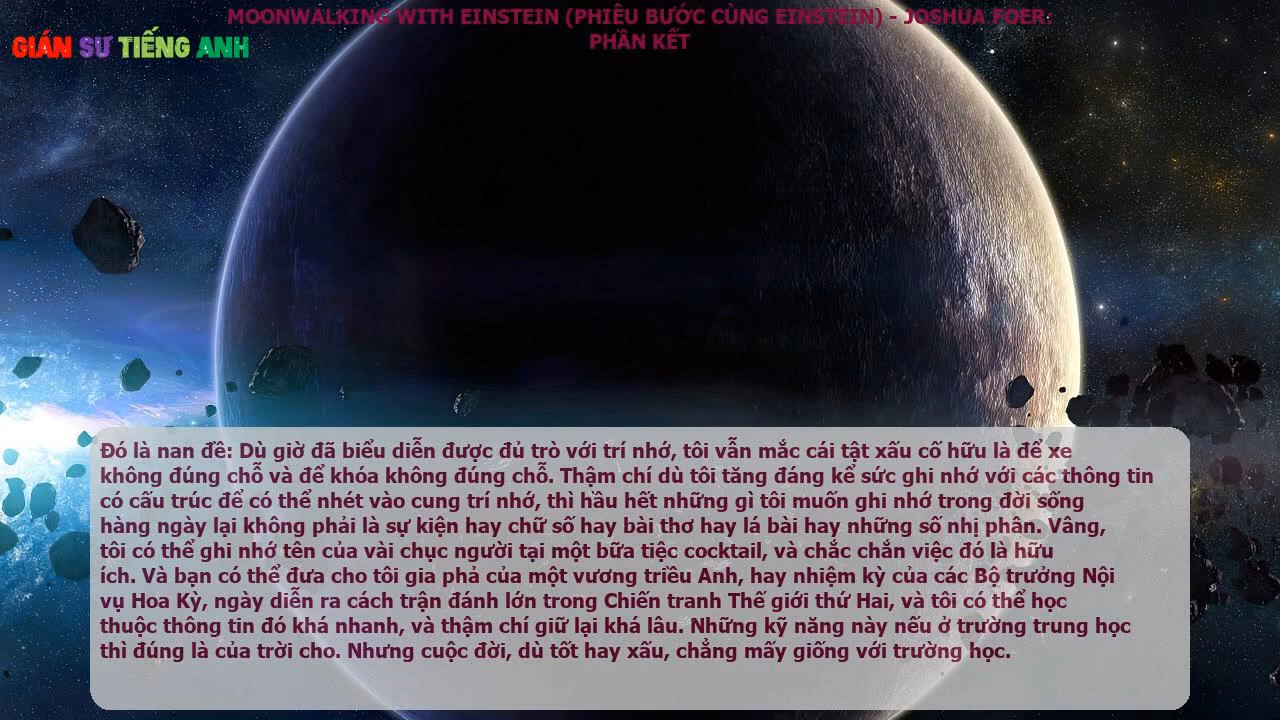 MOONWALKING WITH EINSTEIN (PHIÊU BƯỚC CÙNG EINSTEIN) - JOSHUA FOER:
PHẦN KẾT
GIÁN SƯ TIẾNG ANH
Đó là nan đề: Dù giờ đã biểu diễn được đủ trò với trí nhớ, tôi vẫn mắc cái tật xấu cố hữu là để xe
không đúng chỗ và để khóa không đúng chỗ. Thậm chí dù tôi tăng đáng kể sức ghi nhớ với các thông tin
có cấu trúc để có thể nhét vào cung trí nhớ, thì hầu hết những gì tôi muốn ghi nhớ trong đời sống
hàng ngày lại không phải là sự kiện hay chữ số hay bài thơ hay lá bài hay những số nhị phân. Vâng,
tôi có thể ghi nhớ tên của vài chục người tại một bữa tiệc cocktail, và chắc chắn việc đó là hữu
ích. Và bạn có thể đưa cho tôi gia phả của một vương triều Anh, hay nhiệm kỳ của các Bộ trưởng Nội
vụ Hoa Kỳ, ngày diễn ra cách trận đánh lớn trong Chiến tranh Thế giới thứ Hai, và tôi có thể học
thuộc thông tin đó khá nhanh, và thậm chí giữ lại khá lâu. Những kỹ năng này nếu ở trường trung học
thì đúng là của trời cho. Nhưng cuộc đời, dù tốt hay xấu, chẳng mấy giống với trường học.